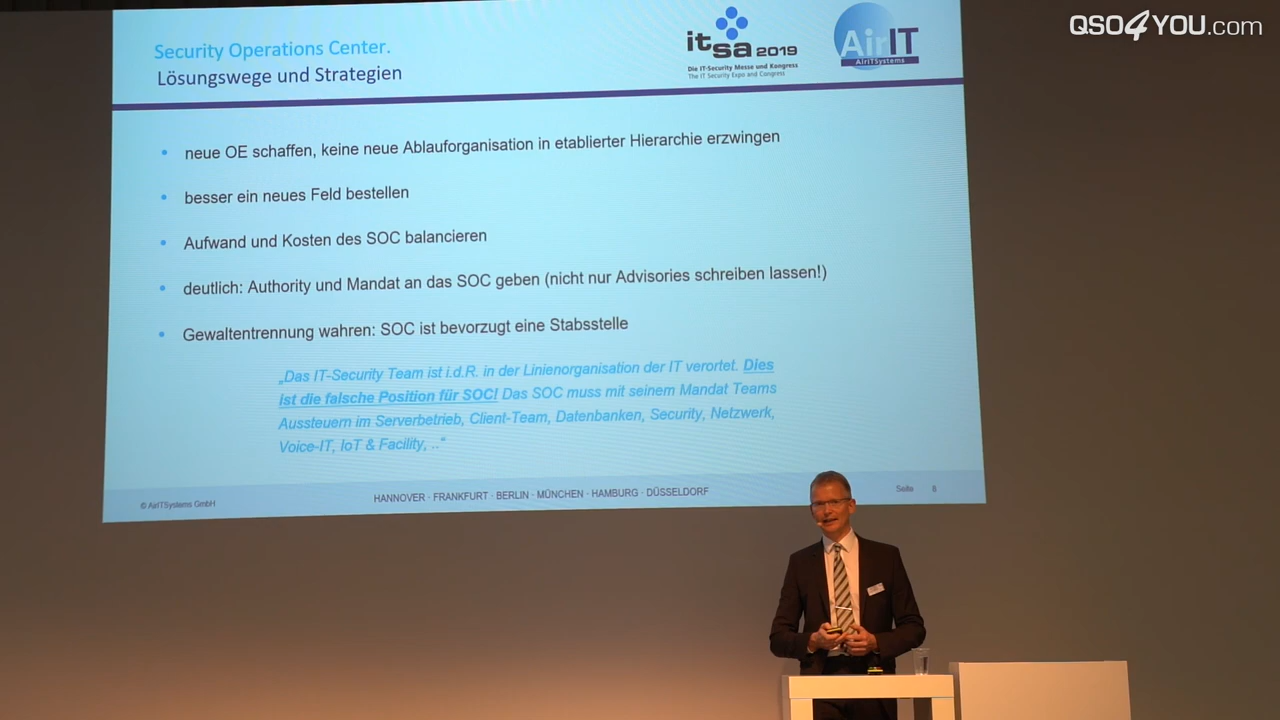 QSO4YOU.com
Security Operations Center.
Lösungswege und Strategien
itsa 2019
Die IT-Security Messe und Kongress
The IT Security Expo and Congress
AirIT
AirITSystems
neue OE schaffen, keine neue Ablauforganisation in etablierter Hierarchie erzwingen
besser ein neues Feld bestellen
Aufwand und Kosten des SOC balancieren
deutlich: Authority und Mandat an das SOC geben (nicht nur Advisories schreiben lassen!)
Gewaltentrennung wahren: SOC ist bevorzugt eine Stabsstelle
„Das IT-Security Team ist i.d.R. in der Linienorganisation der IT verortet. Dies
ist die falsche Position für SOC! Das SOC muss mit seinem Mandat Teams
Aussteuern im Serverbetrieb, Client-Team, Datenbanken, Security, Netzwerk,
Voice-IT, IoT & Facility, ..“
© AirITSystems GmbH
HANNOVER · FRANKFURT · BERLIN · MÜNCHEN · HAMBURG · DÜSSELDORF
Seite 8